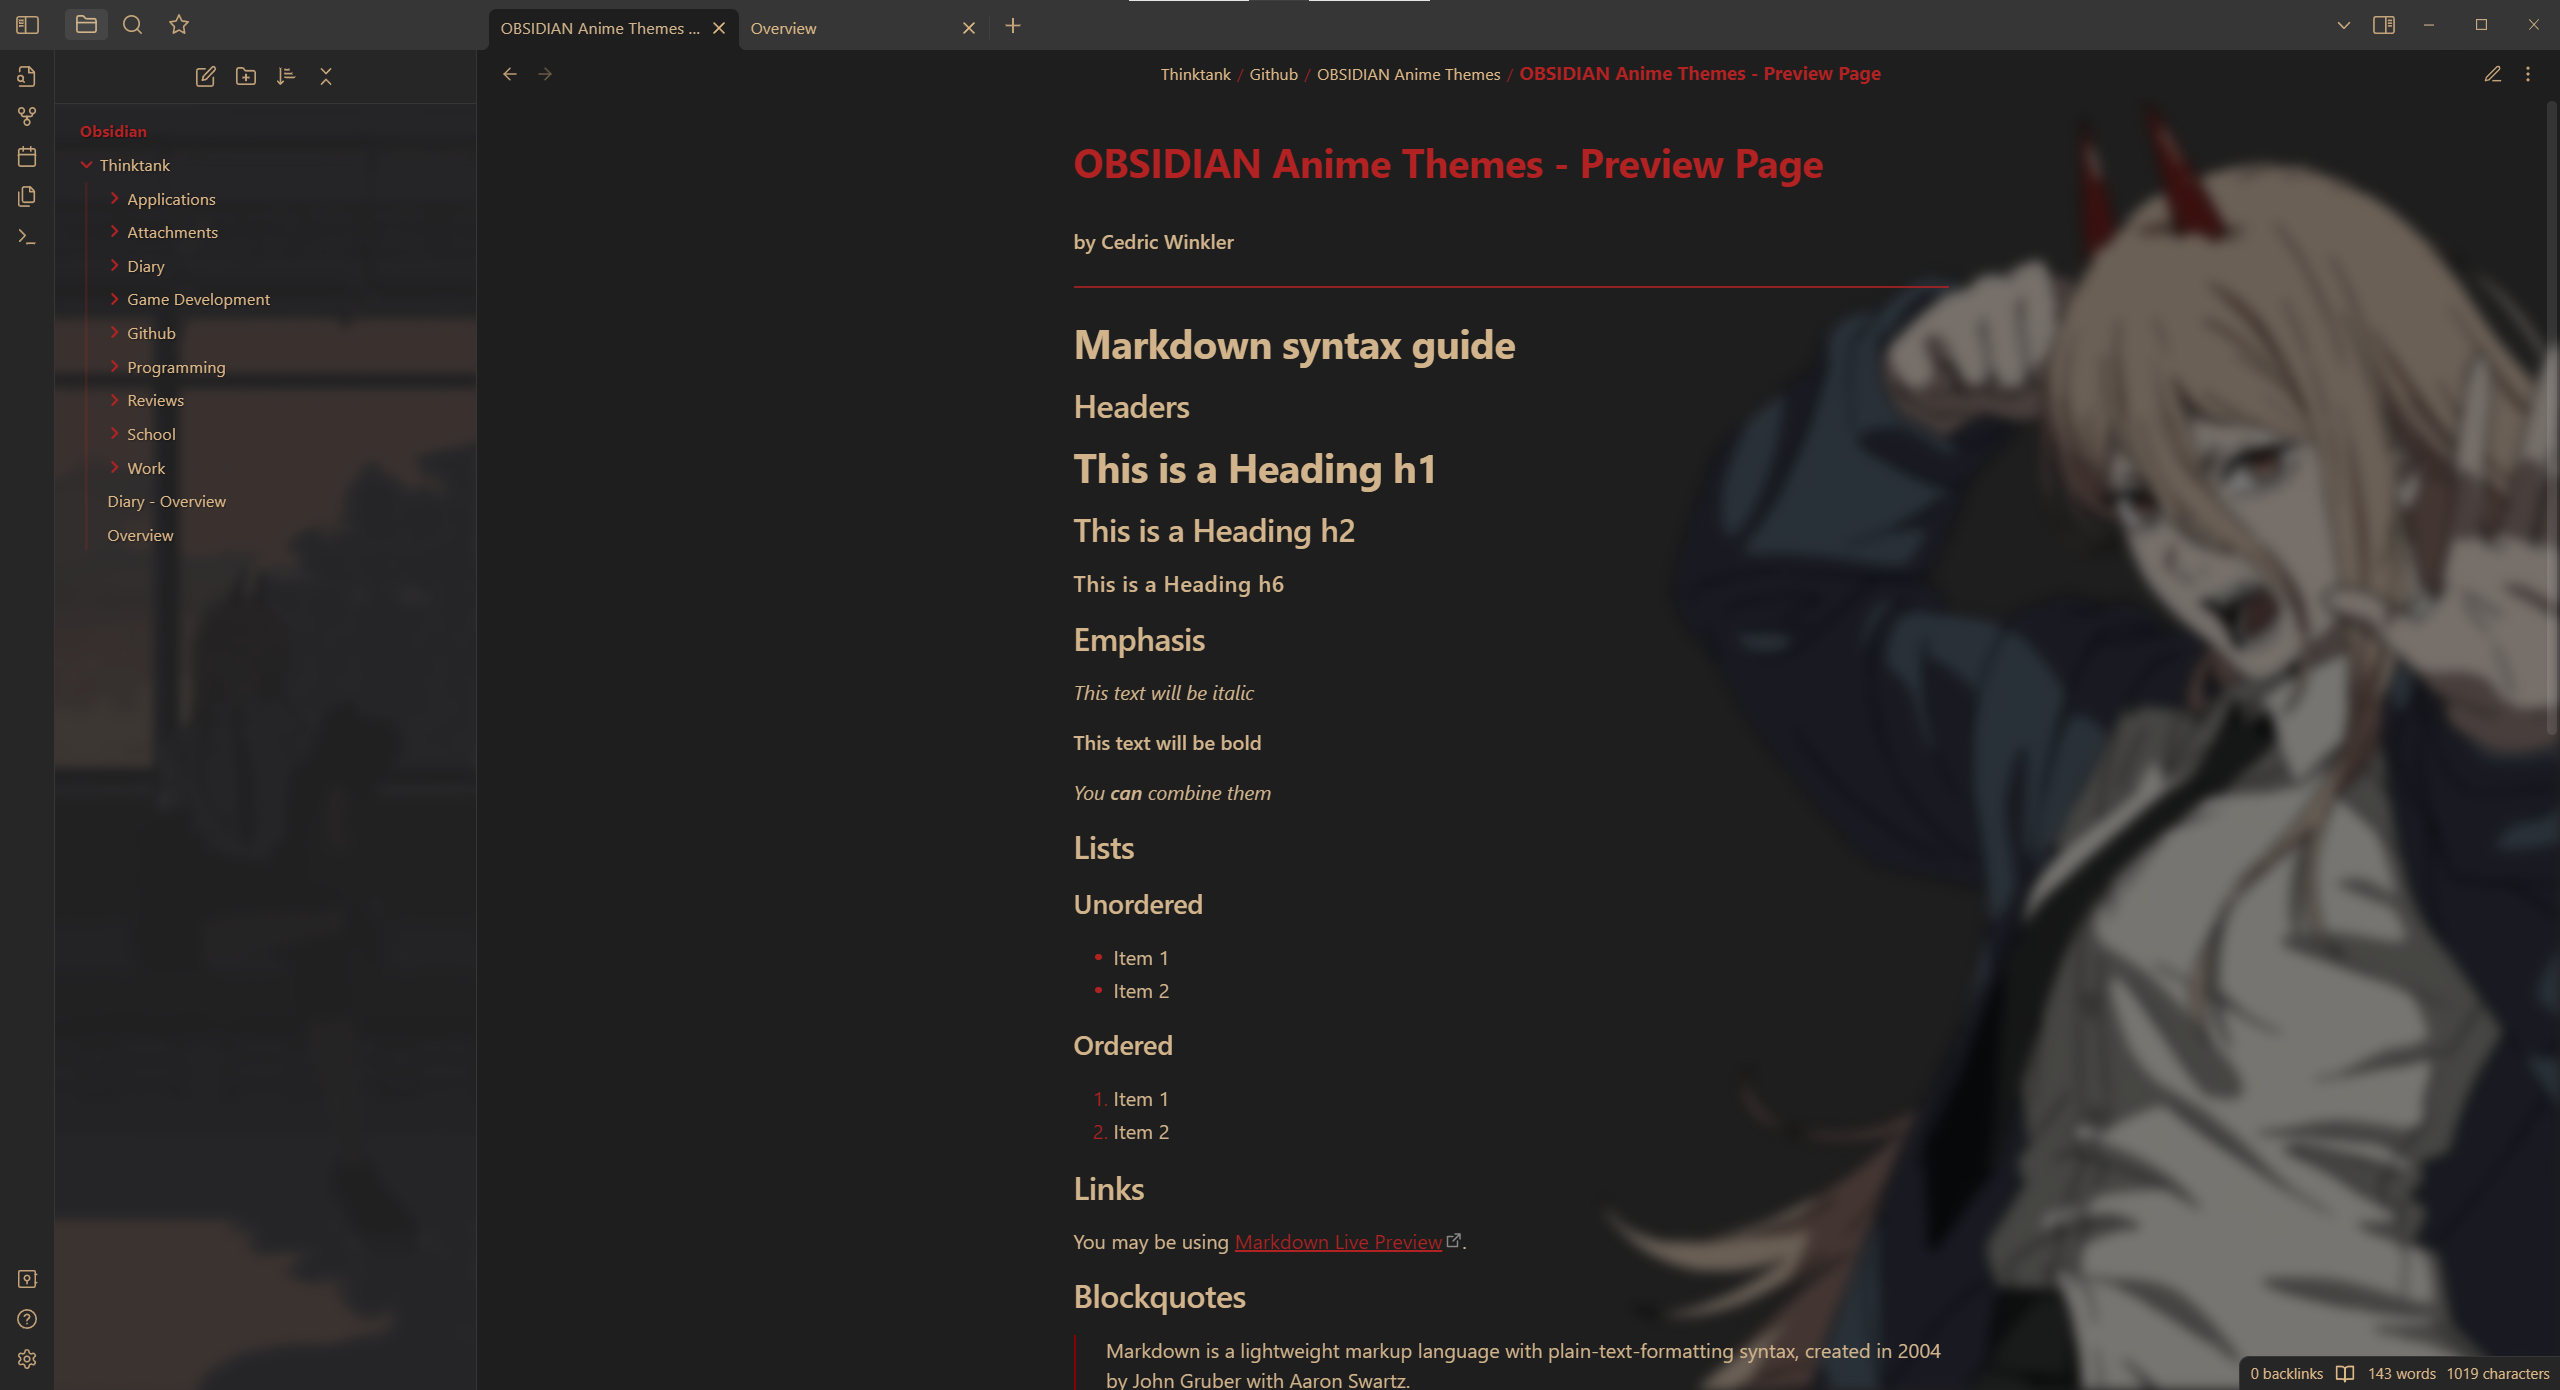 OBSIDIAN Anime Themes ...
Overview
Obsidian
Thinktank
Applications
Attachments
Diary
Game Development
Github
Programming
Reviews
School
Work
Diary - Overview
Overview
Thinktank / Github / OBSIDIAN Anime Themes / OBSIDIAN Anime Themes - Preview Page
OBSIDIAN Anime Themes - Preview Page
by Cedric Winkler
Markdown syntax guide
Headers
This is a Heading h1
This is a Heading h2
This is a Heading h6
Emphasis
This text will be italic
This text will be bold
You can combine them
Lists
Unordered
• Item 1
• Item 2
Ordered
1. Item 1
2. Item 2
Links
You may be using Markdown Live Preview.
Blockquotes
Markdown is a lightweight markup language with plain-text-formatting syntax, created in 2004
by John Gruber with Aaron Swartz.
0 backlinks 143 words 1019 characters